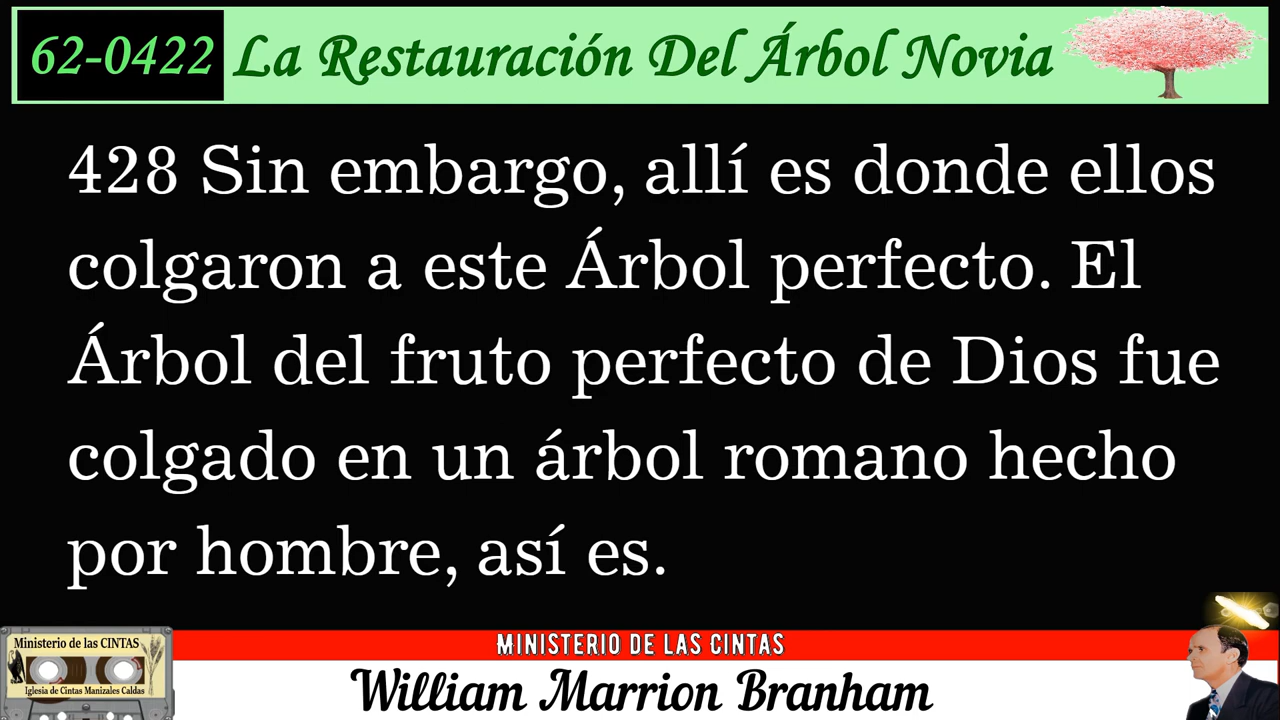 62-0422 La Restauración Del Árbol Novia
428 Sin embargo, allí es donde ellos
colgaron a este Árbol perfecto. El
Árbol del fruto perfecto de Dios fue
colgado en un árbol romano hecho
por hombre, así es.
MINISTERIO DE LAS CINTAS
Ministerio de las CINTAS
Iglesia de Cintas Manizales Caldas
William Marrion Branham